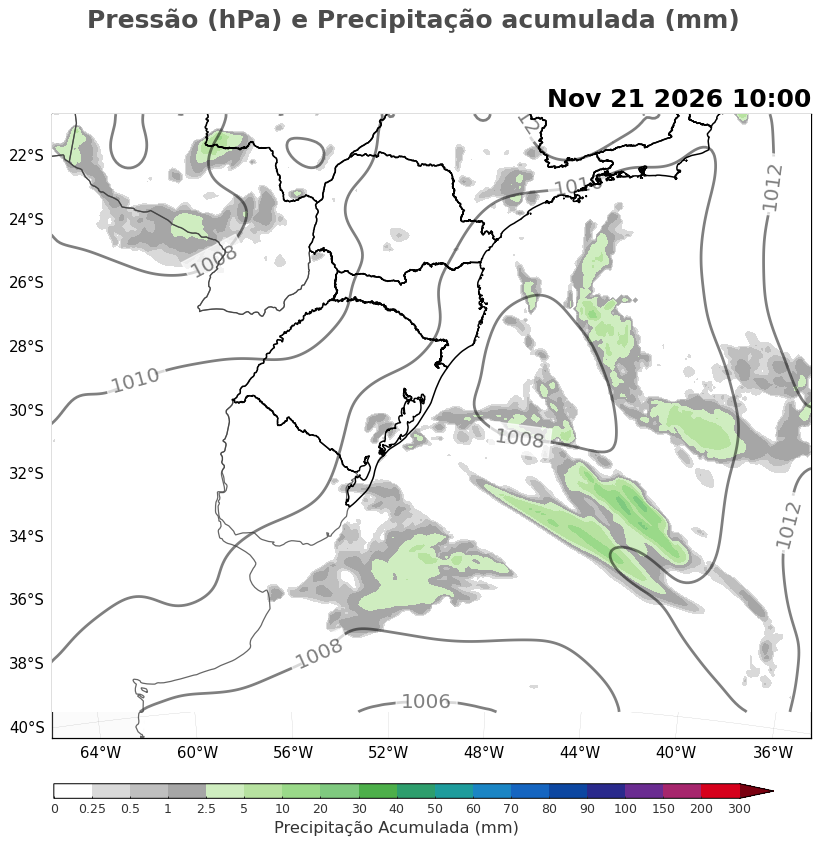 Pressão (hPa) e Precipitação acumulada (mm)
Nov 21 2026 10:00
22°S
24°S
26°S
28°S
30°S
32°S
34°S
36°S
38°S
40°S
1012
1008
1010
1008
1012
1008
1006
64°W 60°W 56°W 52°W 48°W 44°W 40°W 36°W
0 0.25 0.5 1 2.5 5 10 20 30 40 50 60 70 80 90 100 150 200 300
Precipitação Acumulada (mm)